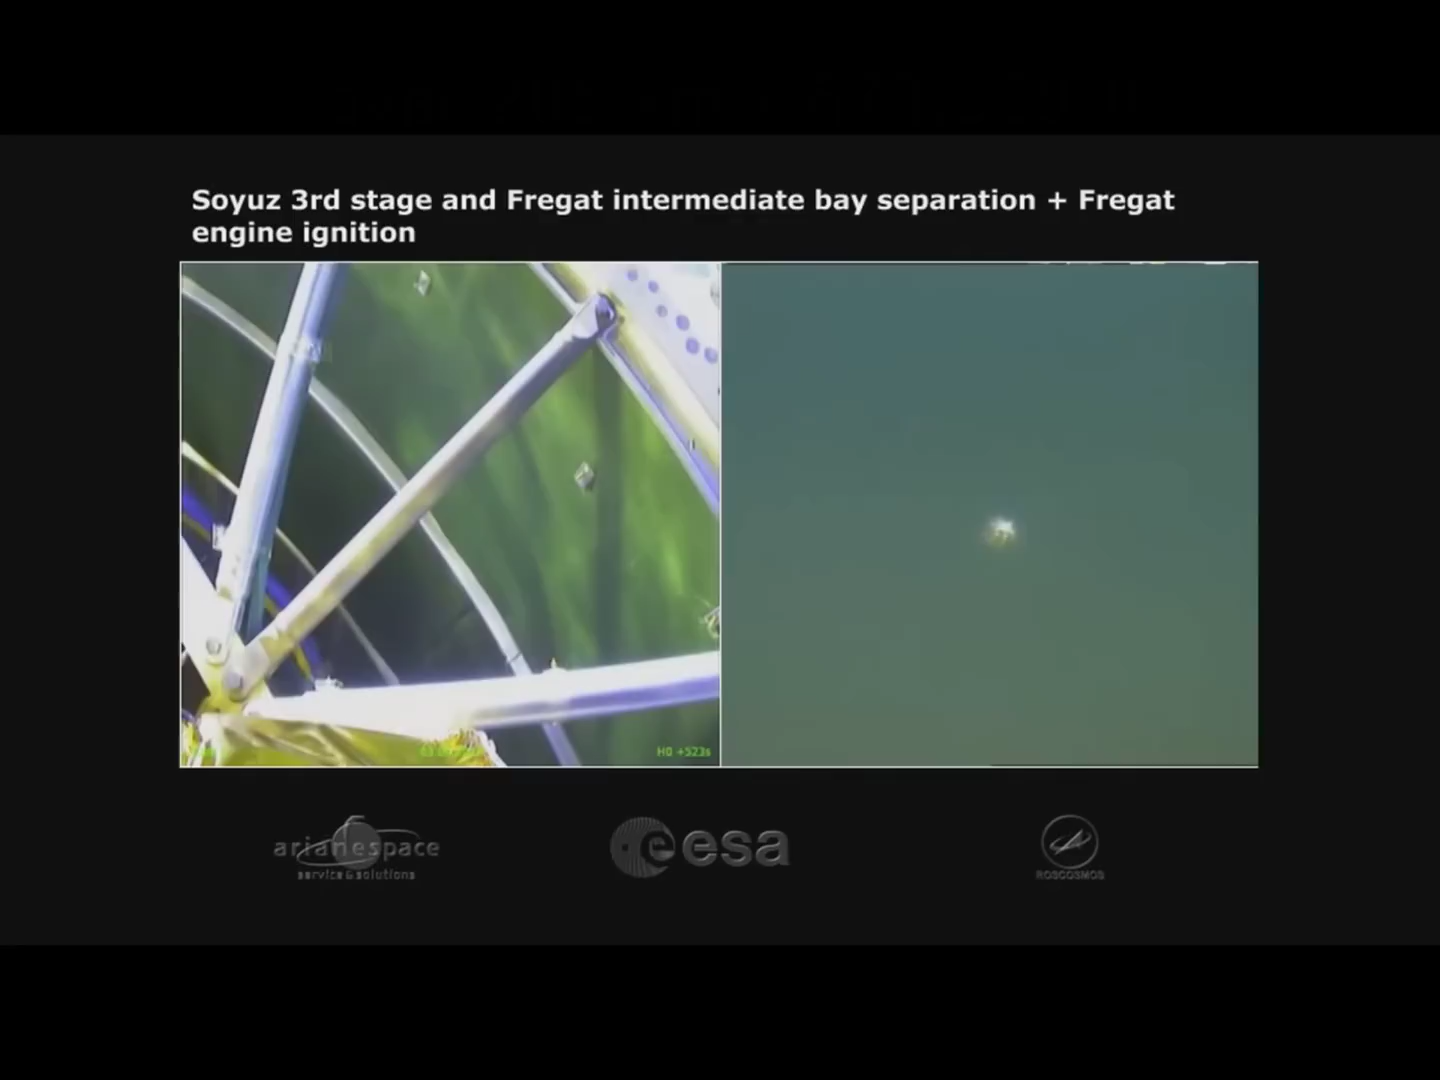 Soyuz 3rd stage and Fregat intermediate bay separation + Fregat
engine ignition
H0 +523s
arianespace
service & solutions
esa
ROSCOSMOS